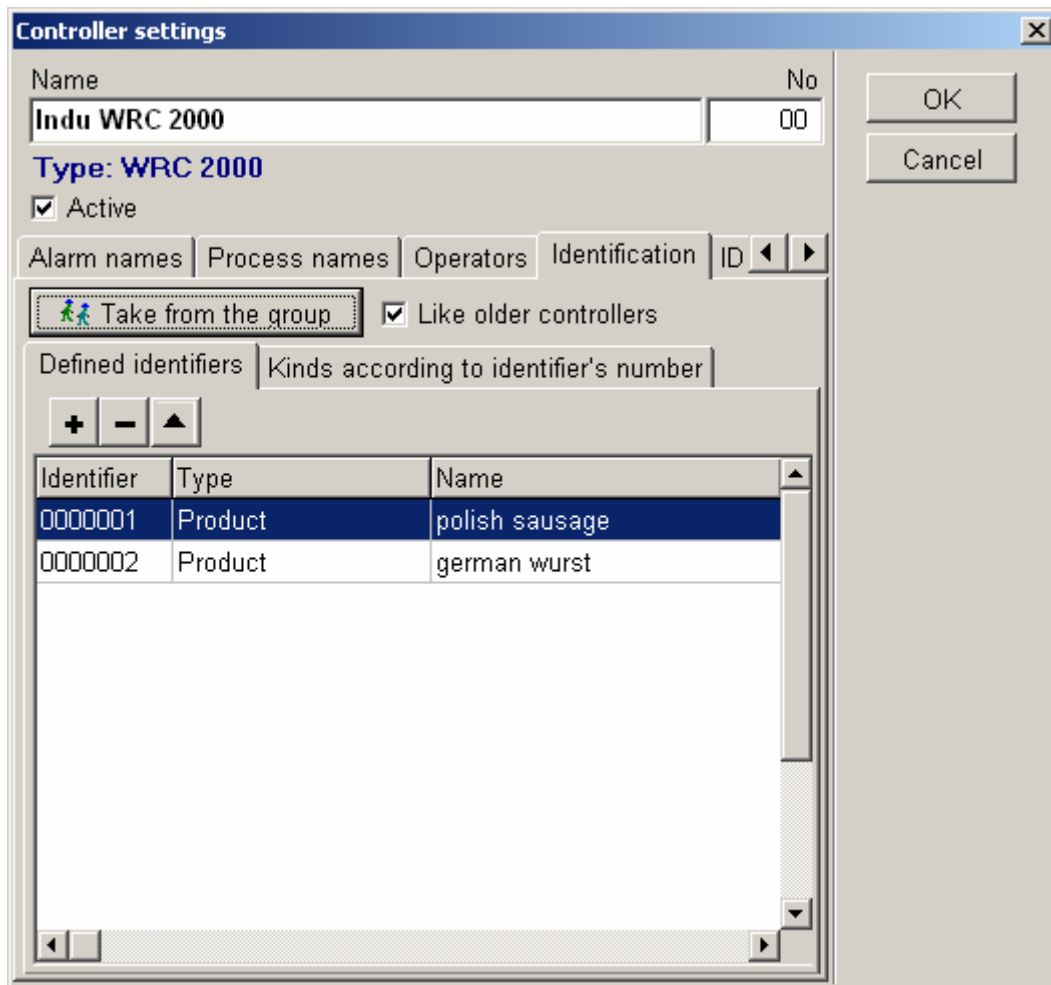 Controller settings
Name No
Indu WRC 2000 00
OK
Type: WRC 2000
Cancel
Active
Alarm names Process names Operators Identification ID
Take from the group Like older controllers
Defined identifiers Kinds according to identifier's number
Identifier Type Name
0000001 Product polish sausage
0000002 Product german wurst